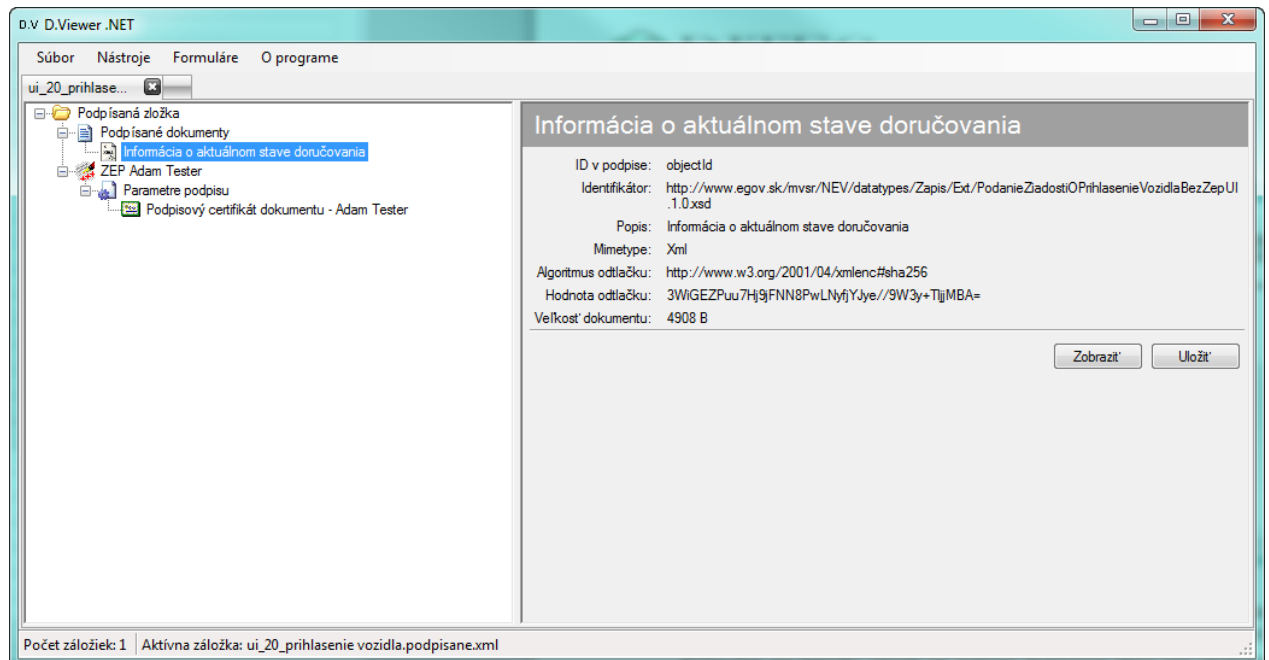 D.V D.Viewer .NET
Súbor Nástroje Formuláre O programe
ui_20_prihlase...
Podpísaná zložka
Podpísané dokumenty
Informácia o aktuálnom stave doručovania
ZEP Adam Tester
Parametre podpisu
Podpisový certifikát dokumentu - Adam Tester
Informácia o aktuálnom stave doručovania
ID v podpise: objectId
Identifikátor: http://www.egov.sk/mvsr/NEV/datatypes/Zapis/Ext/PodanieZiadostiOPrihlasenieVozidlaBezZepUI
.1.0.xsd
Popis: Informácia o aktuálnom stave doručovania
Mimetype: Xml
Algoritmus odtlačku: http://www.w3.org/2001/04/xmlenc#sha256
Hodnota odtlačku:
Veľkosť dokumentu: 4908 B
Zobraziť Uložiť
Počet záložiek: 1 Aktívna záložka: ui_20_prihlasenie vozidla.podpisane.xml